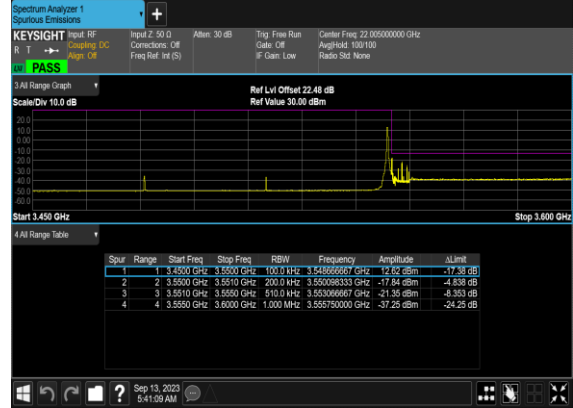 Spectrum Analyzer 1
Spurious Emissions
+
KEYSIGHT Input: RF Input Z: 50 Ω Atten: 30 dB Trig: Free Run Center Freq: 22.005000000 GHz
R T Coupling: DC Corrections: Off Gate: Off Avg|Hold: 100/100
Align: Off Freq Ref: Int (S) IF Gain: Low Radio Std: None
PASS
3 All Range Graph
Ref Lvl Offset 22.48 dB
Scale/Div 10.0 dB Ref Value 30.00 dBm
20.0
10.0
0.00
-10.0
-20.0
-30.0
-40.0
-50.0
-60.0
Start 3.450 GHz Stop 3.600 GHz
4 All Range Table
Spur Range Start Freq Stop Freq RBW Frequency Amplitude ΔLimit
1 1 3.4500 GHz 3.5500 GHz 100.0 kHz 3.548666667 GHz 12.62 dBm -17.38 dB
2 2 3.5500 GHz 3.5510 GHz 200.0 kHz 3.550098333 GHz -17.84 dBm -4.838 dB
3 3 3.5510 GHz 3.5550 GHz 510.0 kHz 3.553066667 GHz -21.35 dBm -8.353 dB
4 4 3.5550 GHz 3.6000 GHz 1.000 MHz 3.555750000 GHz -37.25 dBm -24.25 dB
? Sep 13, 2023
5:41:09 AM